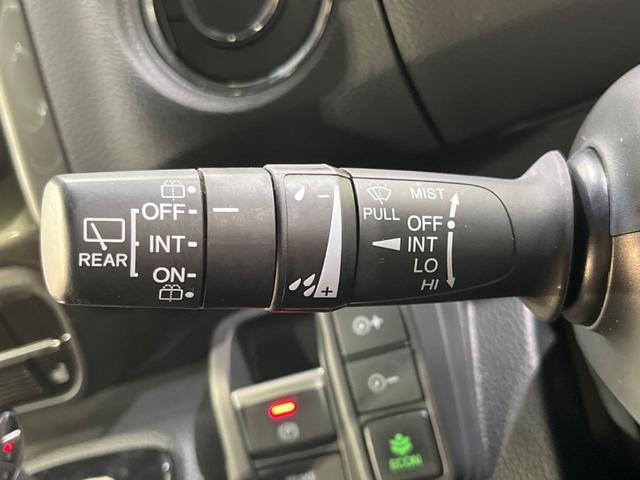 OFF
INT
ON
REAR
-
+
PULL
MIST
OFF
INT
LO
HI
+
-
ECON